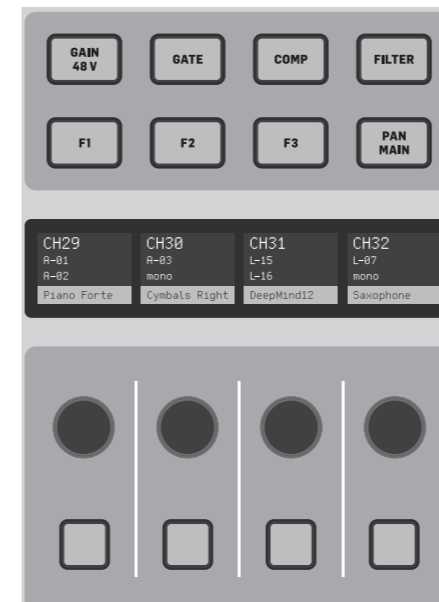 GAIN
48 V
GATE
COMP
FILTER
F1
F2
F3
PAN
MAIN
CH29
A-01
A-02
Piano Forte
CH30
A-03
mono
Cymbals Right
CH31
L-15
L-16
DeepMind12
CH32
L-07
mono
Saxophone